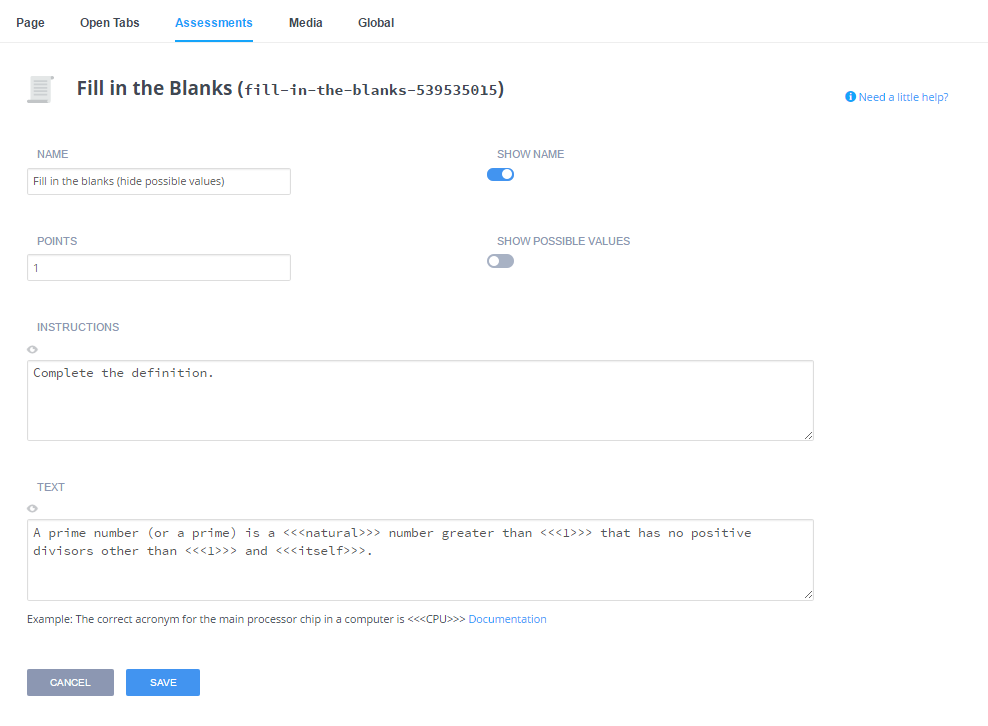 Page Open Tabs Assessments Media Global
Fill in the Blanks (fill-in-the-blanks-539535015)
Need a little help?
NAME SHOW NAME
Fill in the blanks (hide possible values)
POINTS SHOW POSSIBLE VALUES
1
INSTRUCTIONS
Complete the definition.
TEXT
A prime number (or a prime) is a <<<natural>>> number greater than <<<1>>> that has no positive
divisors other than <<<1>>> and <<<itself>>>.
Example: The correct acronym for the main processor chip in a computer is <<<CPU>>> Documentation
CANCEL SAVE